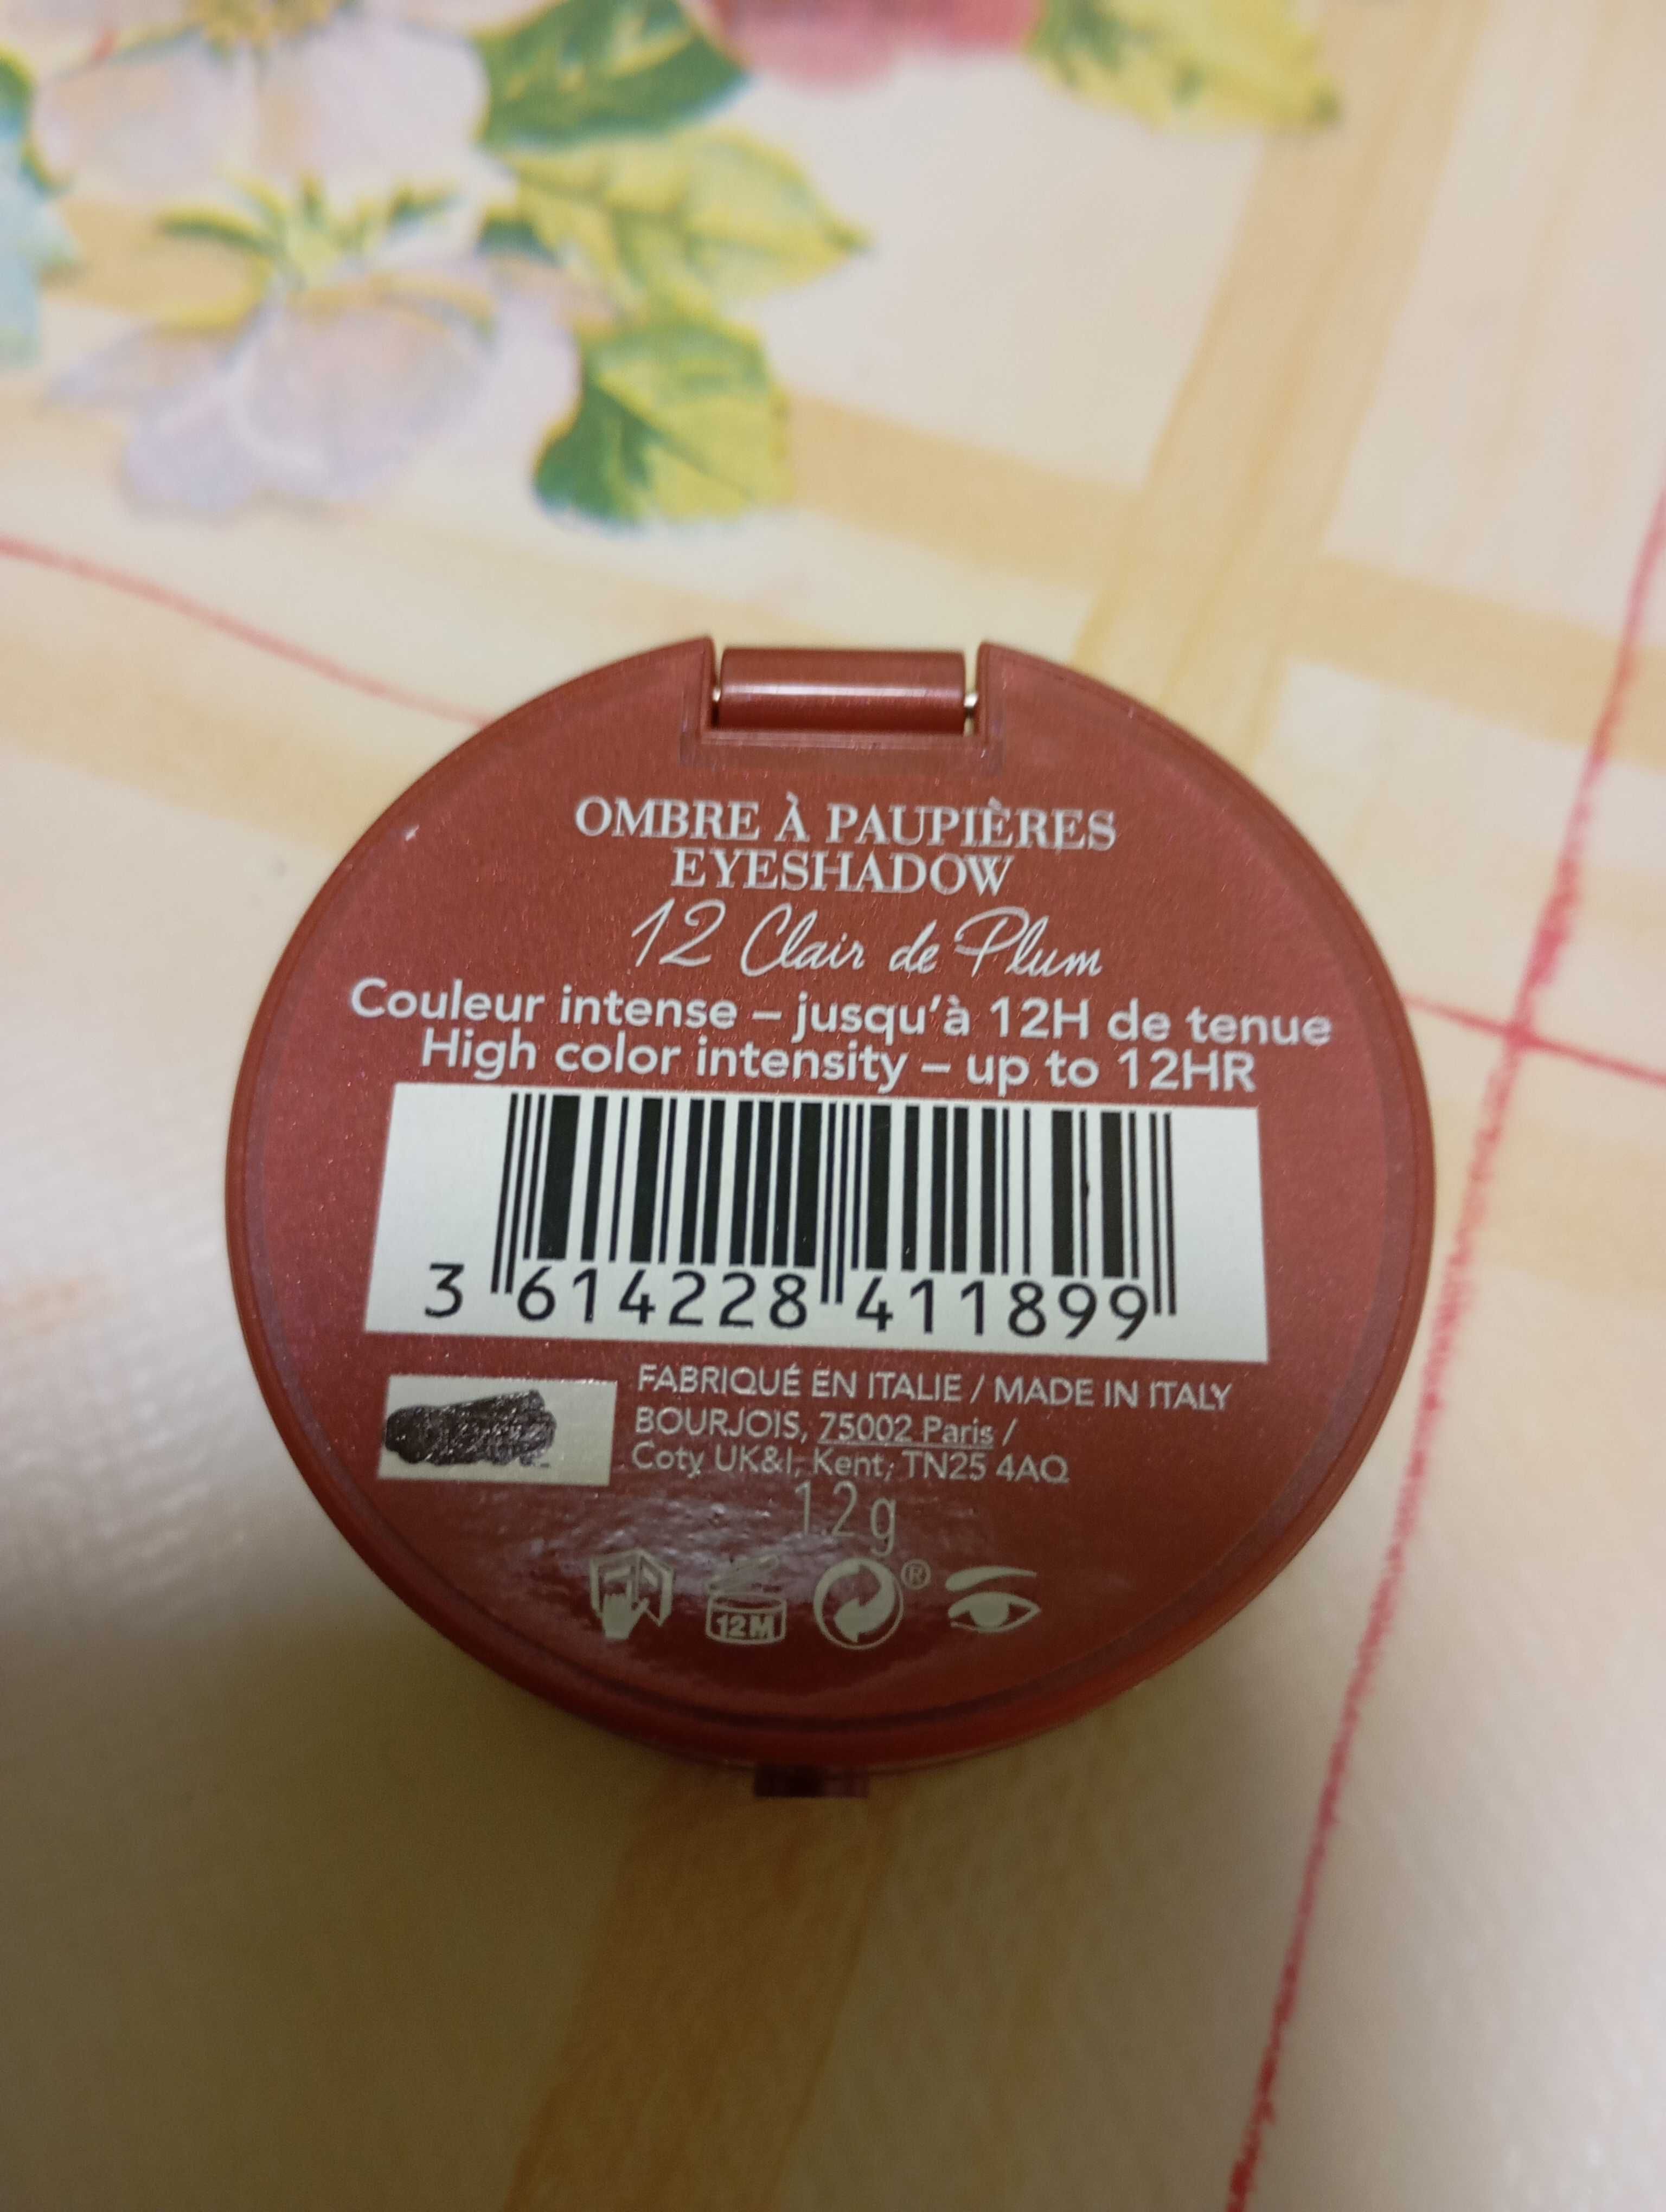 OMBRE À PAUPIÈRES
EYESHADOW
12 Clair de Plum
Couleur intense – jusqu'à 12H de tenue
High color intensity – up to 12HR
3 614228 411899
FABRIQUÉ EN ITALIE / MADE IN ITALY
BOURJOIS, 75002 Paris /
Coty UK&I, Kent, TN25 4AQ
1.2 g
12M ®